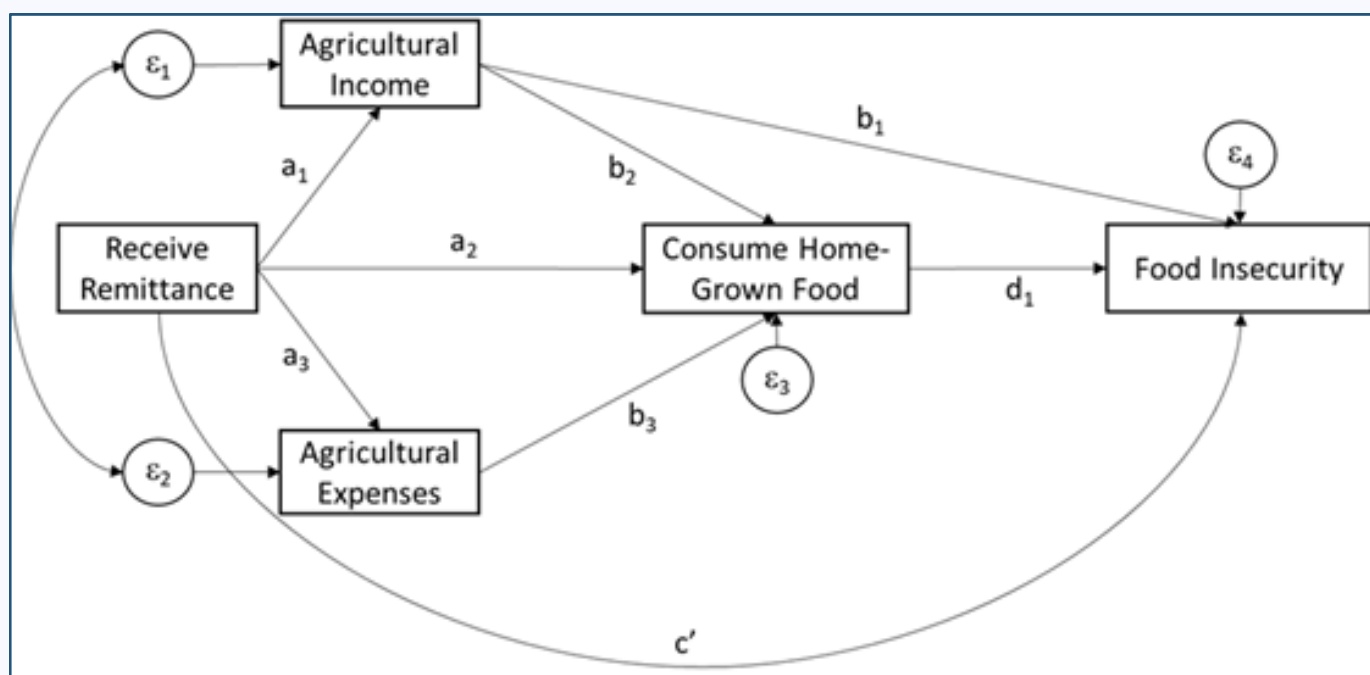 Agricultural
Income
ε1
b1
ε4
a1
b2
Receive
Remittance
a2
Consume Home-
Grown Food
d1
Food Insecurity
a3
ε3
b3
ε2
Agricultural
Expenses
c’